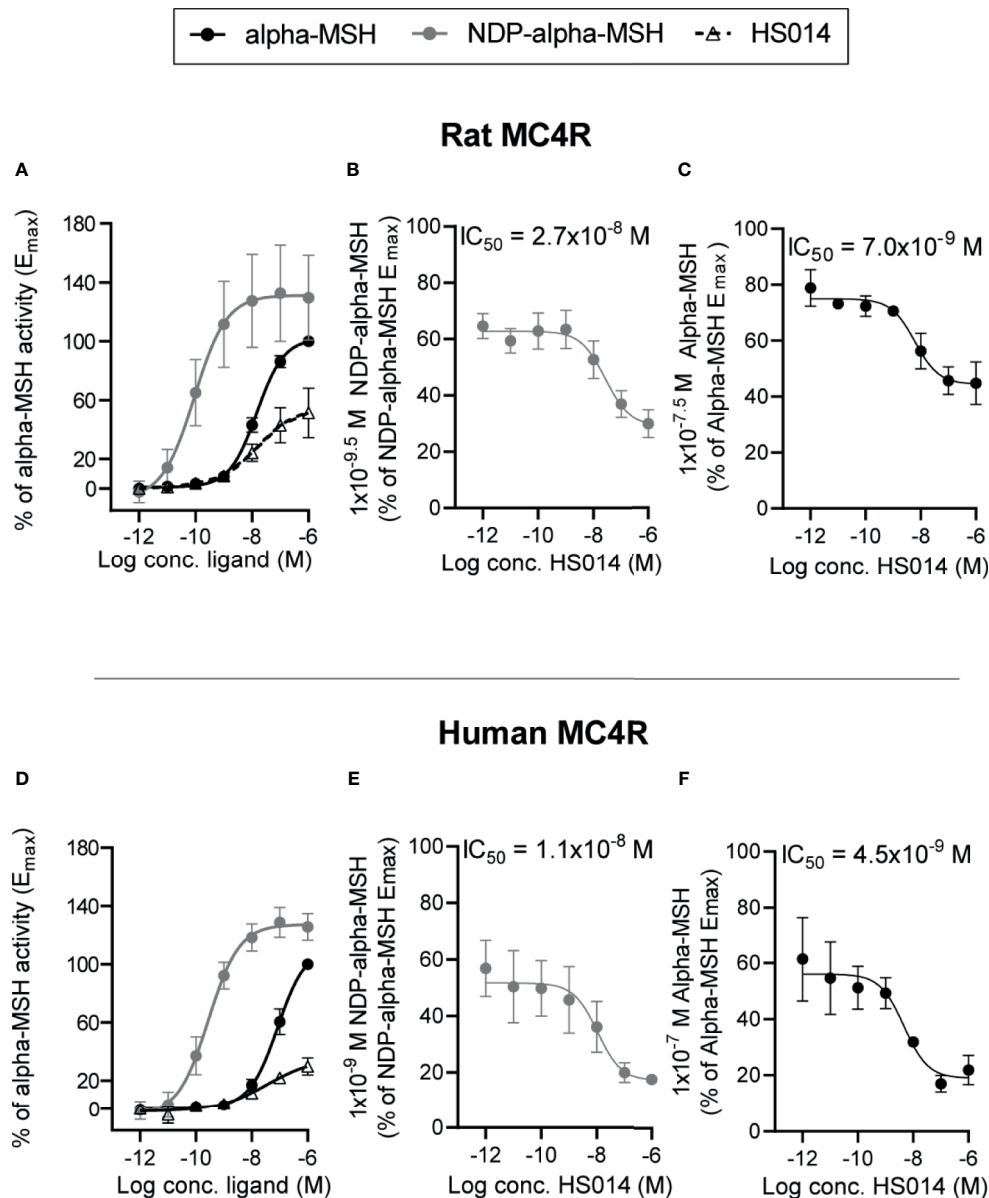 alpha-MSH NDP-alpha-MSH HS014
Rat MC4R
A
% of alpha-MSH activity (Emax)
180
140
100
60
20
0
-12 -10 -8 -6
Log conc. ligand (M)
B
1x10-9.5 M NDP-alpha-MSH
(% of NDP-alpha-MSH Emax)
100
80
60
40
20
0
IC50 = 2.7x10-8 M
-12 -10 -8 -6
Log conc. HS014 (M)
C
1x10-7.5 M Alpha-MSH
(% of Alpha-MSH Emax)
100
80
60
40
20
0
IC50 = 7.0x10-9 M
-12 -10 -8 -6
Log conc. HS014 (M)
Human MC4R
D
% of alpha-MSH activity (Emax)
180
140
100
60
20
0
-12 -10 -8 -6
Log conc. ligand (M)
E
1x10-9 M NDP-alpha-MSH
(% of NDP-alpha-MSH Emax)
100
80
60
40
20
0
IC50 = 1.1x10-8 M
-12 -10 -8 -6
Log conc. HS014 (M)
F
1x10-7 M Alpha-MSH
(% of Alpha-MSH Emax)
100
80
60
40
20
0
IC50 = 4.5x10-9 M
-12 -10 -8 -6
Log conc. HS014 (M)